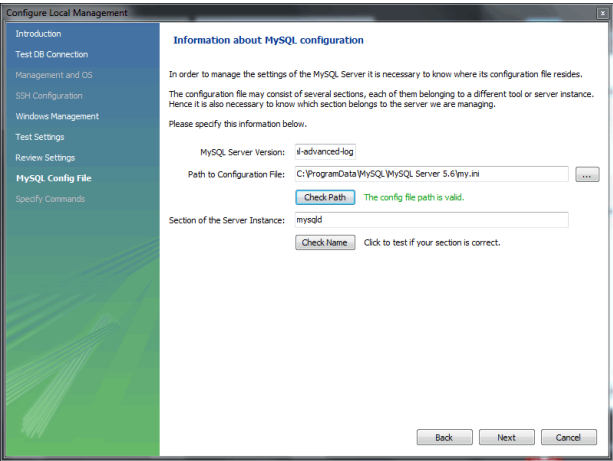 Configure Local Management
Introduction
Test DB Connection
Management and OS
SSH Configuration
Windows Management
Test Settings
Review Settings
MySQL Config File
Specify Commands
Information about MySQL configuration
In order to manage the settings of the MySQL Server it is necessary to know where its configuration file resides.
The configuration file may consist of several sections, each of them belonging to a different tool or server instance.
Hence it is also necessary to know which section belongs to the server we are managing.
Please specify this information below.
MySQL Server Version: al-advanced-log
Path to Configuration File: C:\ProgramData\MySQL\MySQL Server 5.6\my.ini ...
Check Path The config file path is valid.
Section of the Server Instance: mysqld
Check Name Click to test if your section is correct.
Back Next Cancel